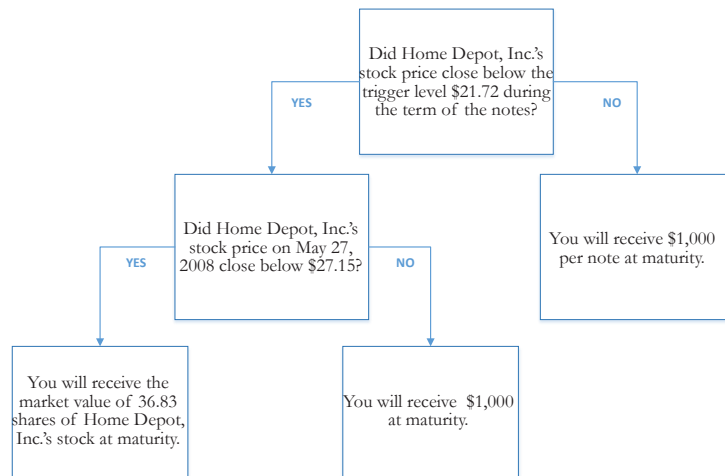 Did Home Depot, Inc.'s
stock price close below the
trigger level $21.72 during
the term of the notes?
YES
NO
Did Home Depot, Inc.'s
stock price on May 27,
2008 close below $27.15?
You will receive $1,000
per note at maturity.
YES
NO
You will receive the
market value of 36.83
shares of Home Depot,
Inc.'s stock at maturity.
You will receive $1,000
at maturity.